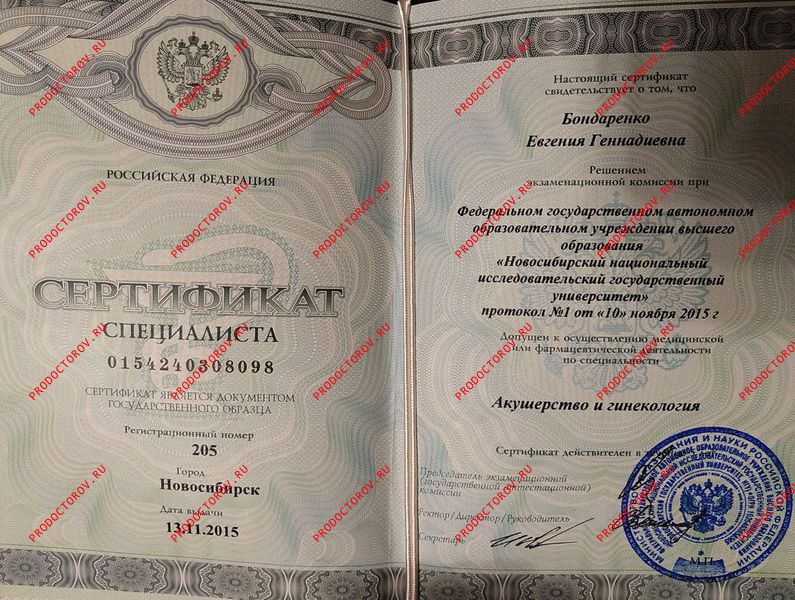 РОССИЙСКАЯ ФЕДЕРАЦИЯ
СЕРТИФИКАТ
СПЕЦИАЛИСТА
0154240308098
СЕРТИФИКАТ ЯВЛЯЕТСЯ ДОКУМЕНТОМ
ГОСУДАРСТВЕННОГО ОБРАЗЦА
Регистрационный номер
205
Город
Новосибирск
Дата выдачи
13.11.2015
Настоящий сертификат
свидетельствует о том, что
Бондаренко
Евгения Геннадиевна
Решением
экзаменационной комиссии при
Федеральном государственном автономном
образовательном учреждении высшего
образования
«Новосибирский национальный
исследовательский государственный
университет»
протокол №1 от «10» ноября 2015 г
Допущен к осуществлению медицинской
или фармацевтической деятельности
по специальности
Акушерство и гинекология
Сертификат действителен в
Председатель экзаменационной
(государственной аттестационной)
комиссии
Ректор/Директор/Руководитель
Секретарь
М.П.
PRODOCTOROV.RU